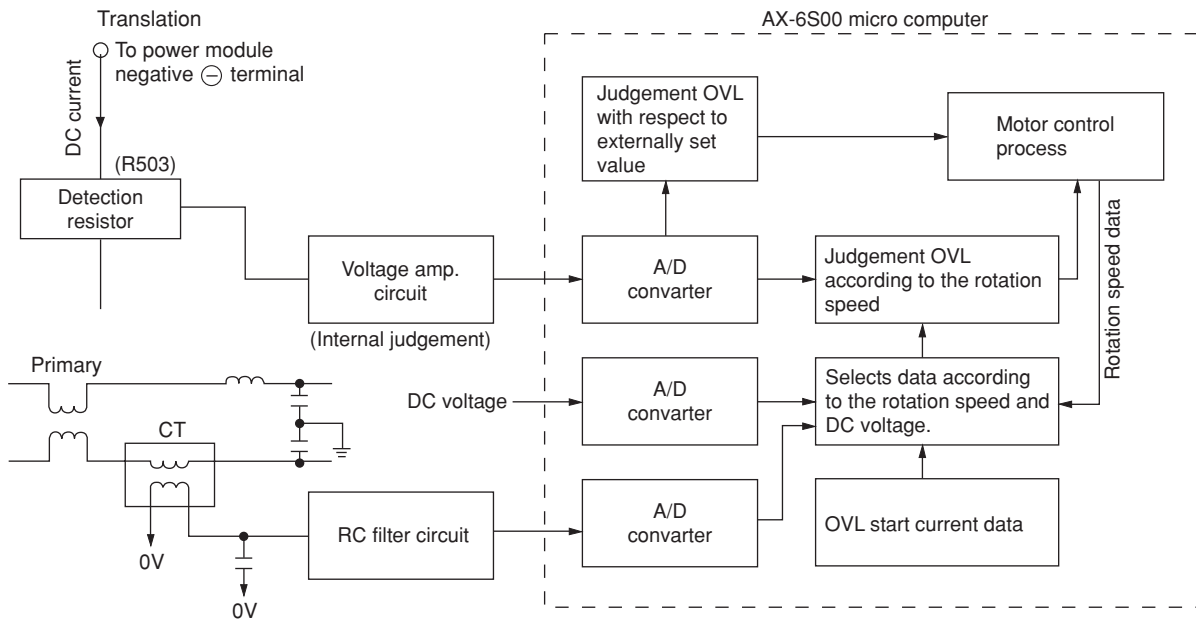 Translation
To power module
negative ⊖ terminal
DC current
(R503)
Detection
resistor
Voltage amp.
circuit
(Internal judgement)
Primary
CT
0V
0V
RC filter circuit
DC voltage
AX-6S00 micro computer
Judgement OVL
with respect to
externally set
value
Motor control
process
A/D
convarter
Judgement OVL
according to the rotation
speed
Rotation speed data
A/D
convarter
Selects data according
to the rotation speed and
DC voltage.
A/D
convarter
OVL start current data